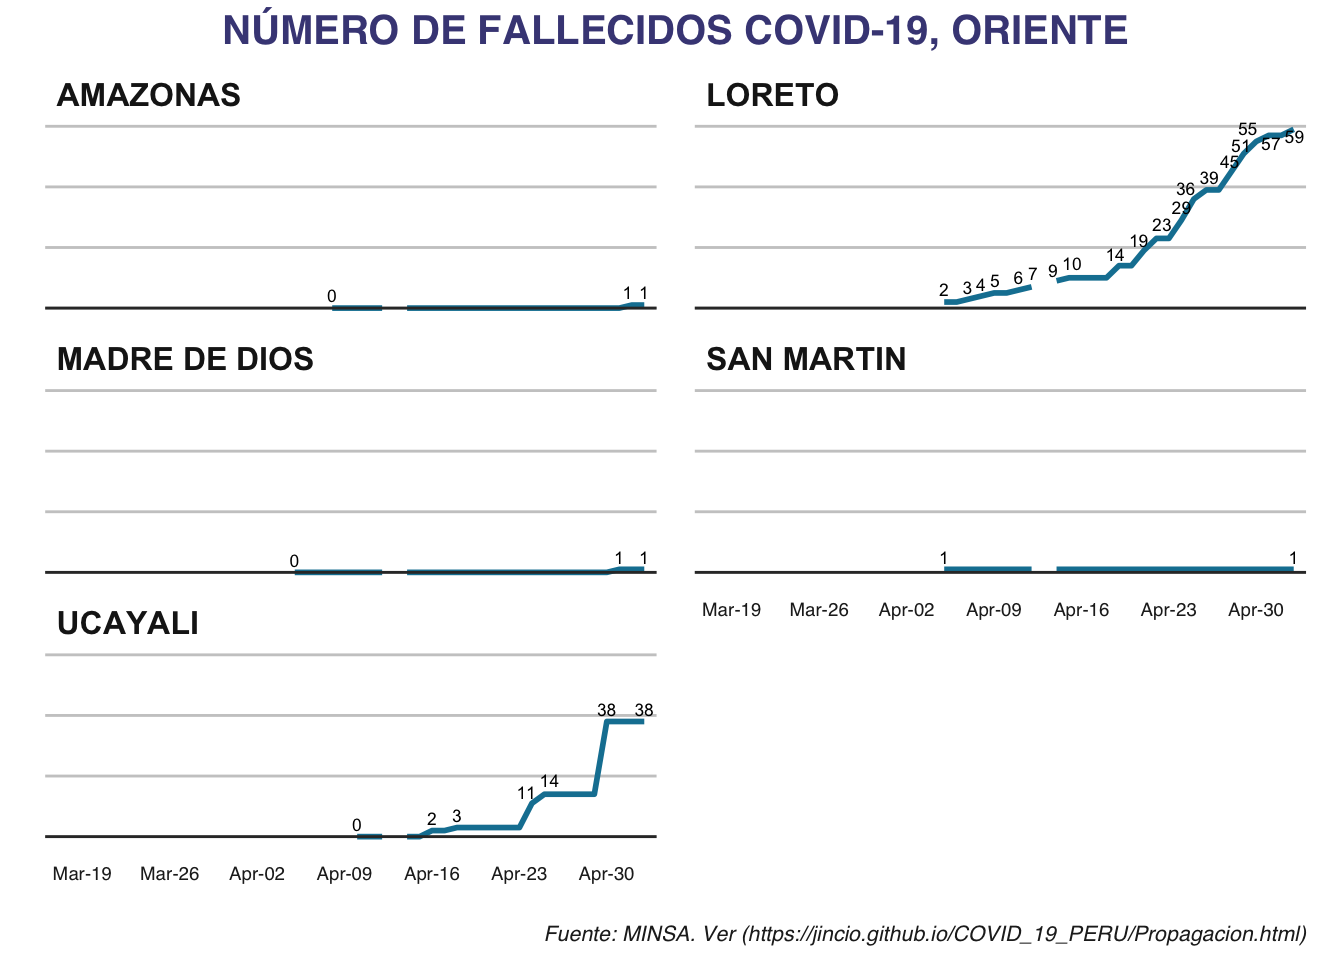 NÚMERO DE FALLECIDOS COVID-19, ORIENTE
AMAZONAS
0
1 1
LORETO
2 3 4 5 6 7 9 10 14 19 23 29 36 39 45 51 55 57 59
MADRE DE DIOS
0
1 1
SAN MARTIN
1
1
Mar-19 Mar-26 Apr-02 Apr-09 Apr-16 Apr-23 Apr-30
UCAYALI
0 2 3 11 14 38 38
Mar-19 Mar-26 Apr-02 Apr-09 Apr-16 Apr-23 Apr-30
Fuente: MINSA. Ver (https://jincio.github.io/COVID_19_PERU/Propagacion.html)